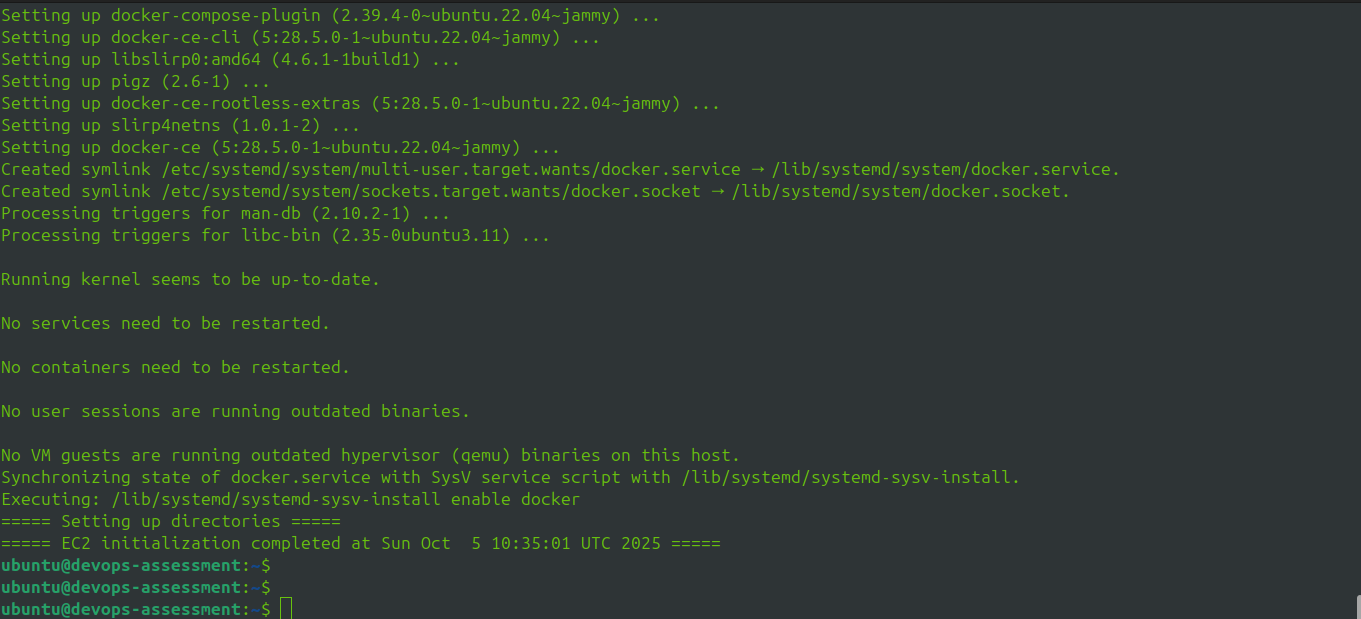 Setting up docker-compose-plugin (2.39.4-0~ubuntu.22.04~jammy) ...
Setting up docker-ce-cli (5:28.5.0-1~ubuntu.22.04~jammy) ...
Setting up libslirp0:amd64 (4.6.1-1build1) ...
Setting up pigz (2.6-1) ...
Setting up docker-ce-rootless-extras (5:28.5.0-1~ubuntu.22.04~jammy) ...
Setting up slirp4netns (1.0.1-2) ...
Setting up docker-ce (5:28.5.0-1~ubuntu.22.04~jammy) ...
Created symlink /etc/systemd/system/multi-user.target.wants/docker.service → /lib/systemd/system/docker.service.
Created symlink /etc/systemd/system/sockets.target.wants/docker.socket → /lib/systemd/system/docker.socket.
Processing triggers for man-db (2.10.2-1) ...
Processing triggers for libc-bin (2.35-0ubuntu3.11) ...
Running kernel seems to be up-to-date.
No services need to be restarted.
No containers need to be restarted.
No user sessions are running outdated binaries.
No VM guests are running outdated hypervisor (qemu) binaries on this host.
Synchronizing state of docker.service with SysV service script with /lib/systemd/systemd-sysv-install.
Executing: /lib/systemd/systemd-sysv-install enable docker
===== Setting up directories =====
===== EC2 initialization completed at Sun Oct  5 10:35:01 UTC 2025 =====
ubuntu@devops-assessment:~$
ubuntu@devops-assessment:~$
ubuntu@devops-assessment:~$